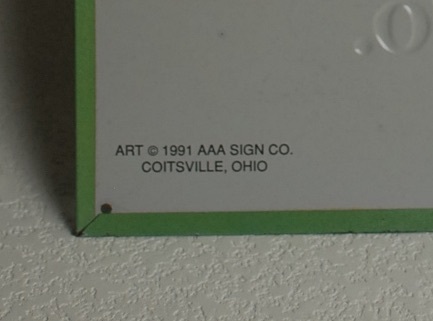 O.
ART © 1991 AAA SIGN CO.
COITSVILLE, OHIO